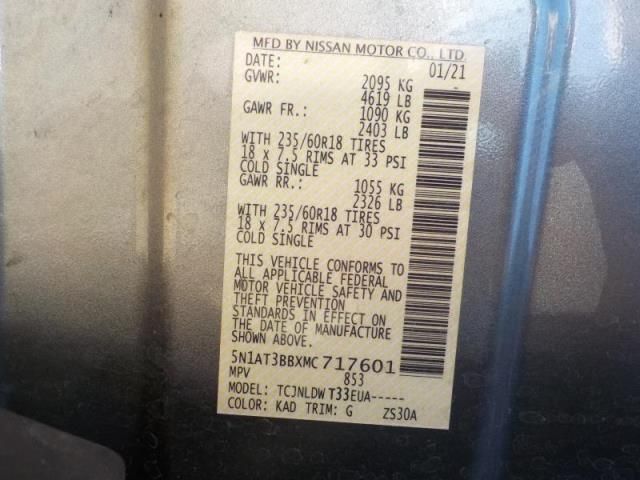 MFD BY NISSAN MOTOR CO., LTD.
DATE: 01/21
GVWR: 2095 KG
4619 LB
GAWR FR.: 1090 KG
2403 LB
WITH 235/60R18 TIRES
18 x 7.5 RIMS AT 33 PSI
COLD SINGLE
GAWR RR.: 1055 KG
2326 LB
WITH 235/60R18 TIRES
18 x 7.5 RIMS AT 30 PSI
COLD SINGLE
THIS VEHICLE CONFORMS TO
ALL APPLICABLE FEDERAL
MOTOR VEHICLE SAFETY AND
THEFT PREVENTION
STANDARDS IN EFFECT ON
THE DATE OF MANUFACTURE
SHOWN ABOVE.
5N1AT3BBXMC717601
MPV 853
MODEL: TCJNLDWT33EUA-----
COLOR: KAD TRIM: G ZS30A